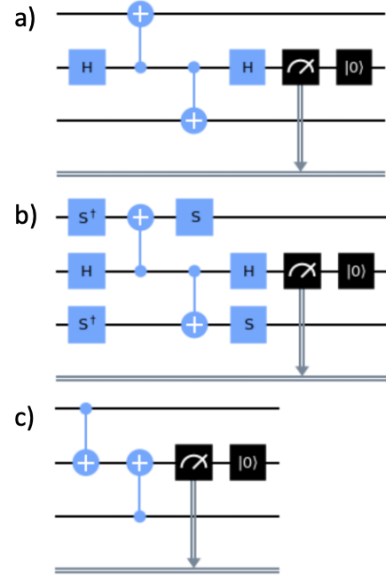 a)
H H |0⟩
b)
S† S
H H |0⟩
S† S
c)
|0⟩